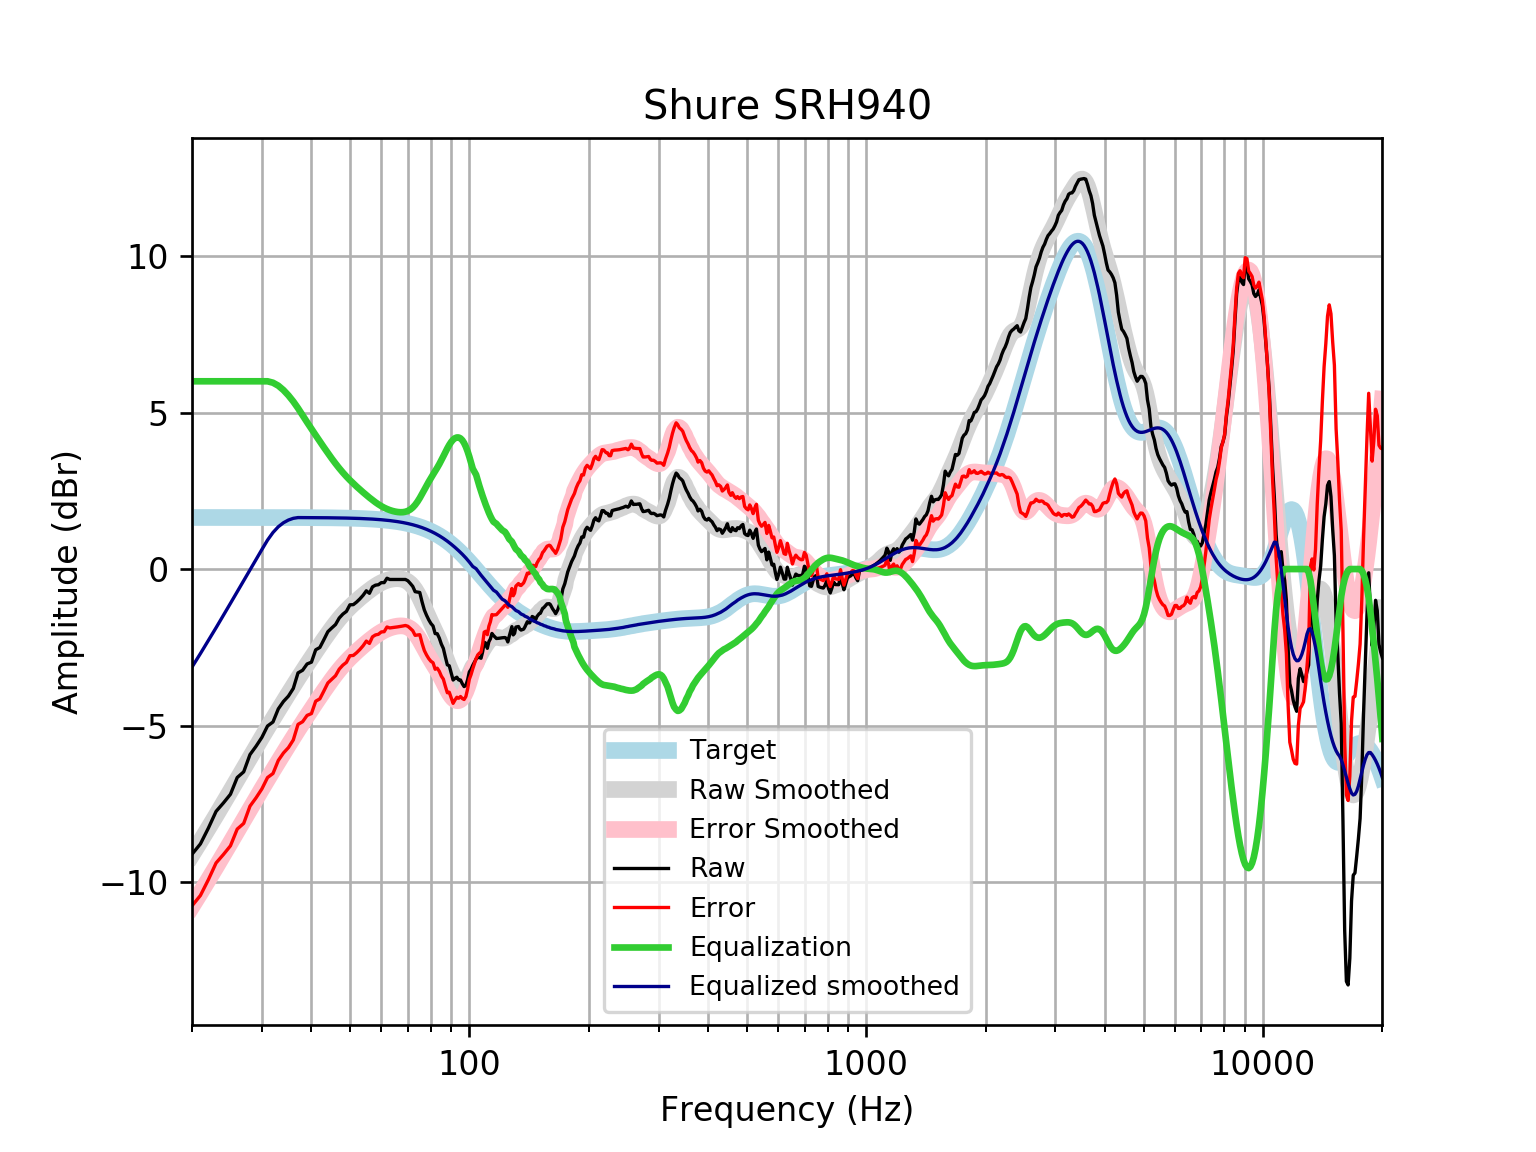 Shure SRH940
Amplitude (dBr)
10
5
0
−5
−10
Target
Raw Smoothed
Error Smoothed
Raw
Error
Equalization
Equalized smoothed
100
1000
10000
Frequency (Hz)